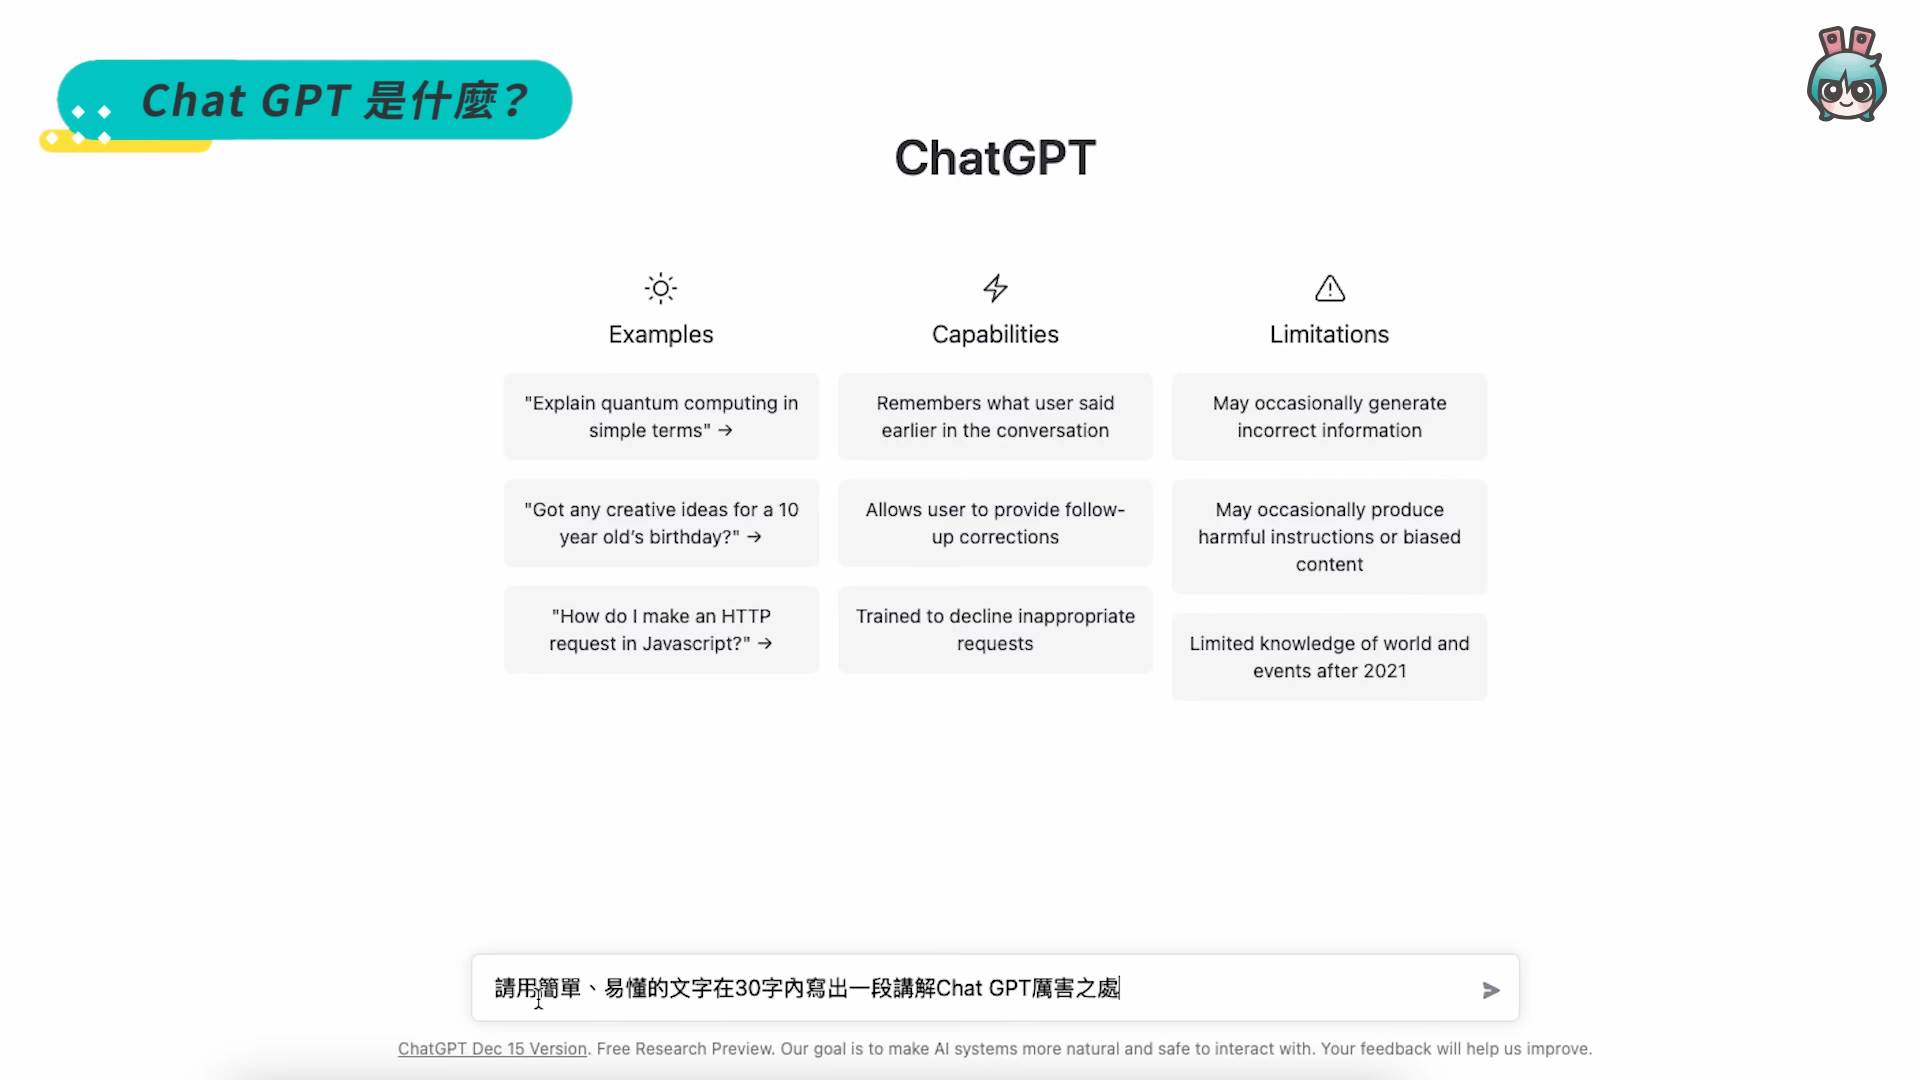 Chat GPT 是什麼?
ChatGPT
Examples
"Explain quantum computing in
simple terms" →
"Got any creative ideas for a 10
year old's birthday?" →
"How do I make an HTTP
request in Javascript?" →
Capabilities
Remembers what user said
earlier in the conversation
Allows user to provide follow-
up corrections
Trained to decline inappropriate
requests
Limitations
May occasionally generate
incorrect information
May occasionally produce
harmful instructions or biased
content
Limited knowledge of world and
events after 2021
請用簡單、易懂的文字在30字內寫出一段講解Chat GPT厲害之處
ChatGPT Dec 15 Version. Free Research Preview. Our goal is to make AI systems more natural and safe to interact with. Your feedback will help us improve.